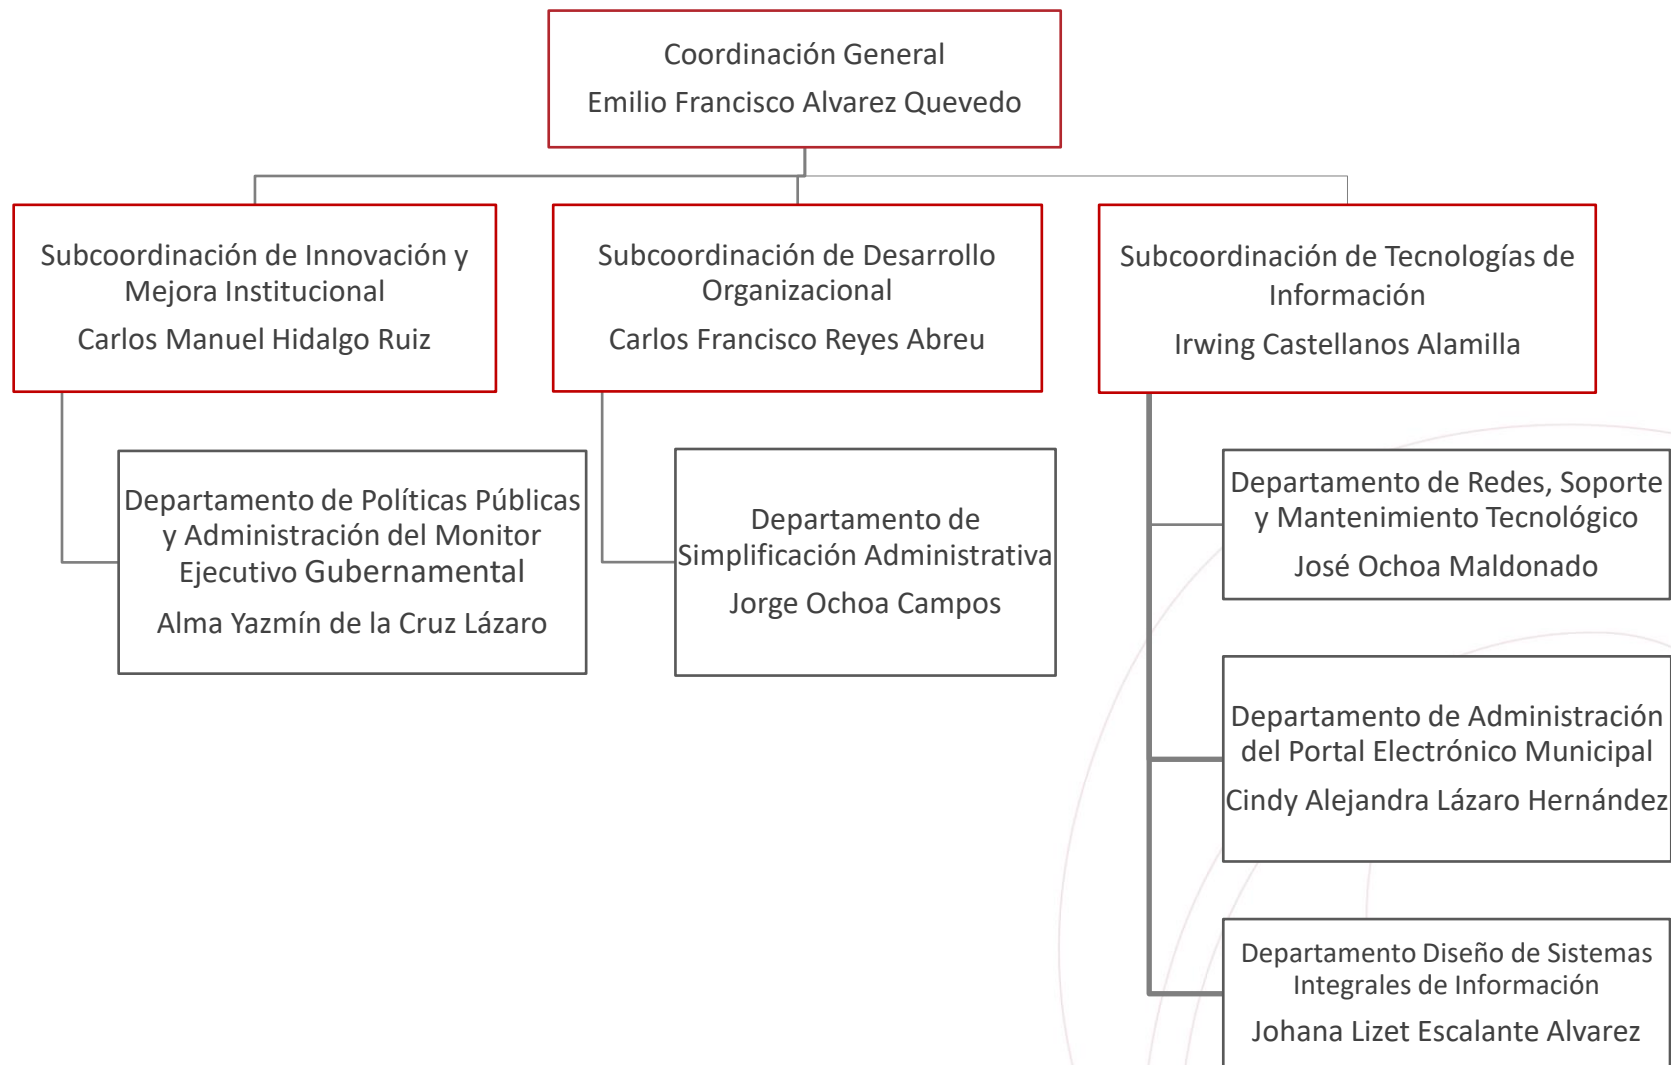 Coordinación General
Emilio Francisco Alvarez Quevedo
Subcoordinación de Innovación y
Mejora Institucional
Carlos Manuel Hidalgo Ruiz
Subcoordinación de Desarrollo
Organizacional
Carlos Francisco Reyes Abreu
Subcoordinación de Tecnologías de
Información
Irwing Castellanos Alamilla
Departamento de Políticas Públicas
y Administración del Monitor
Ejecutivo Gubernamental
Alma Yazmín de la Cruz Lázaro
Departamento de
Simplificación Administrativa
Jorge Ochoa Campos
Departamento de Redes, Soporte
y Mantenimiento Tecnológico
José Ochoa Maldonado
Departamento de Administración
del Portal Electrónico Municipal
Cindy Alejandra Lázaro Hernández
Departamento Diseño de Sistemas
Integrales de Información
Johana Lizet Escalante Alvarez